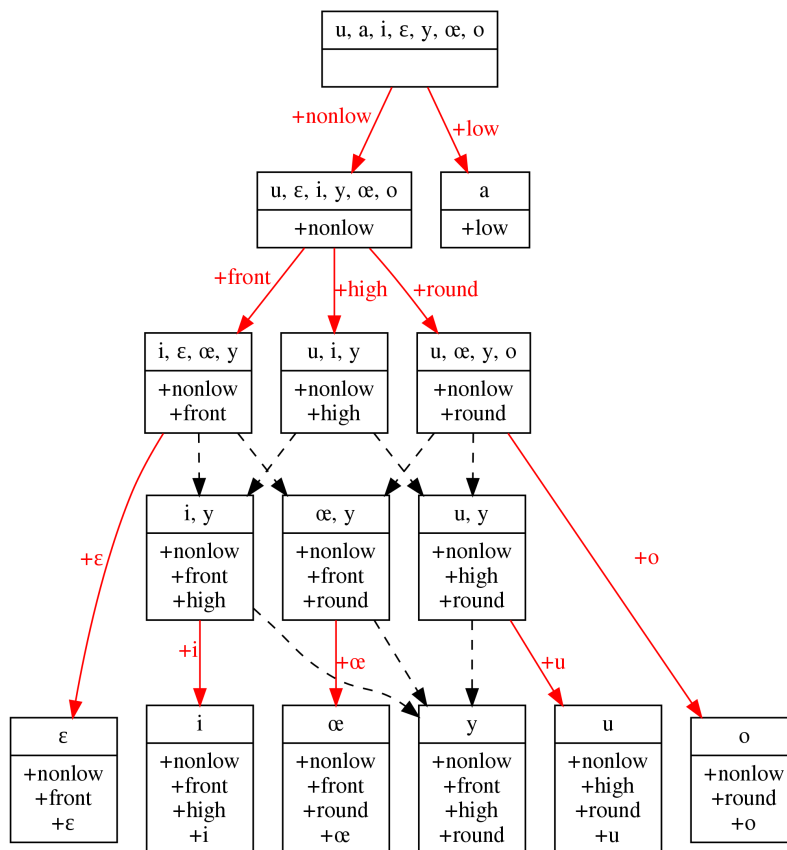 u, a, i, ε, y, œ, o
+nonlow
+low
u, ε, i, y, œ, o
+nonlow
a
+low
+front
+high
+round
i, ε, œ, y
+nonlow
+front
u, i, y
+nonlow
+high
u, œ, y, o
+nonlow
+round
i, y
+nonlow
+front
+high
œ, y
+nonlow
+front
+round
u, y
+nonlow
+high
+round
+ε
+o
+i
+œ
+u
ε
+nonlow
+front
+ε
i
+nonlow
+front
+high
+i
œ
+nonlow
+front
+round
+œ
y
+nonlow
+front
+high
+round
u
+nonlow
+high
+round
+u
o
+nonlow
+round
+o